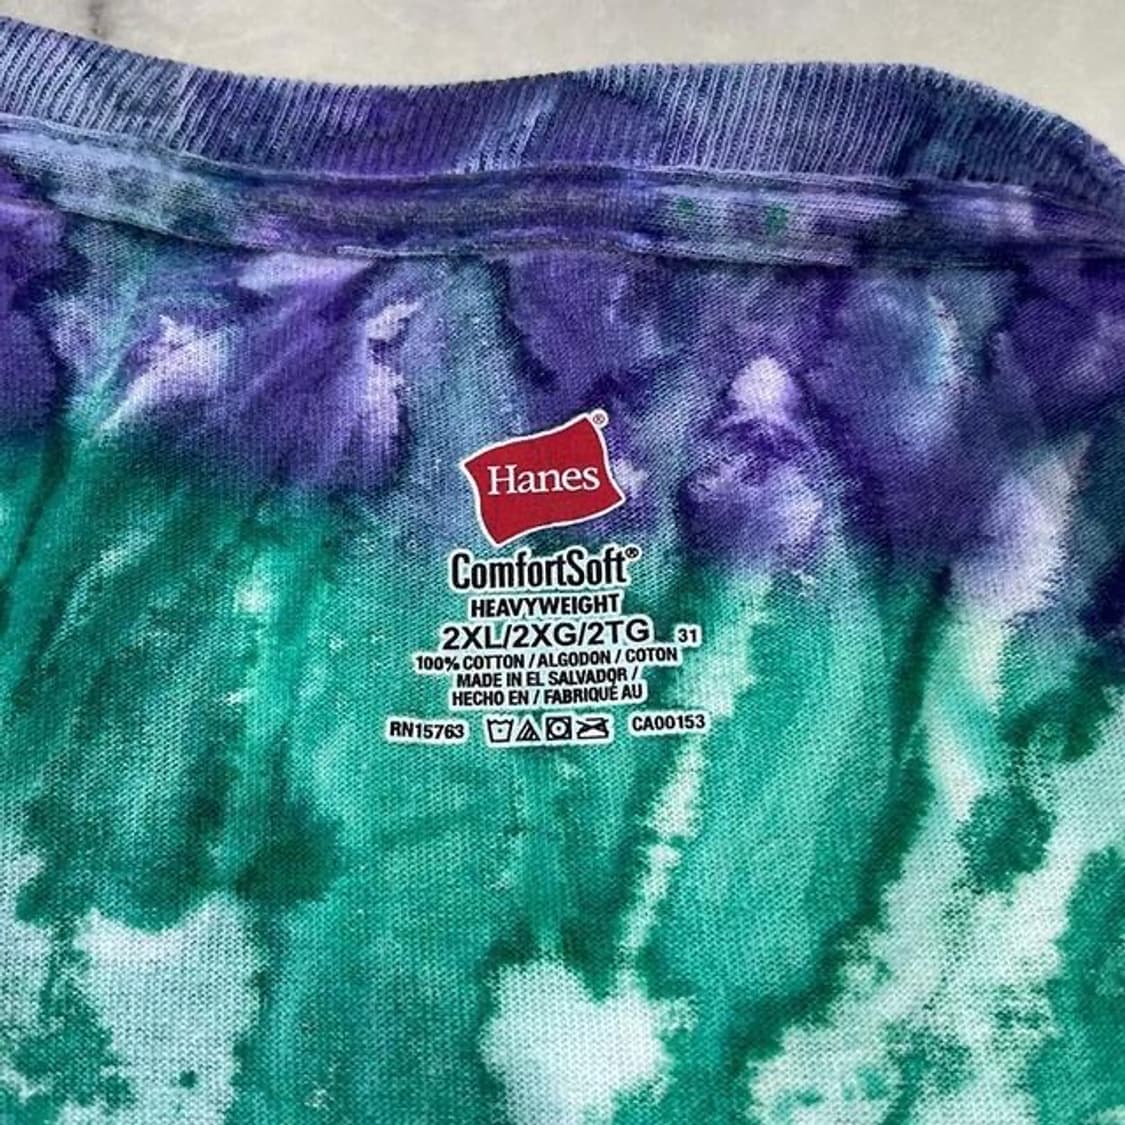 Hanes®
ComfortSoft®
HEAVYWEIGHT
2XL/2XG/2TG 31
100% COTTON / ALGODON / COTON
MADE IN EL SALVADOR /
HECHO EN / FABRIQUÉ AU
RN15763 CA00153